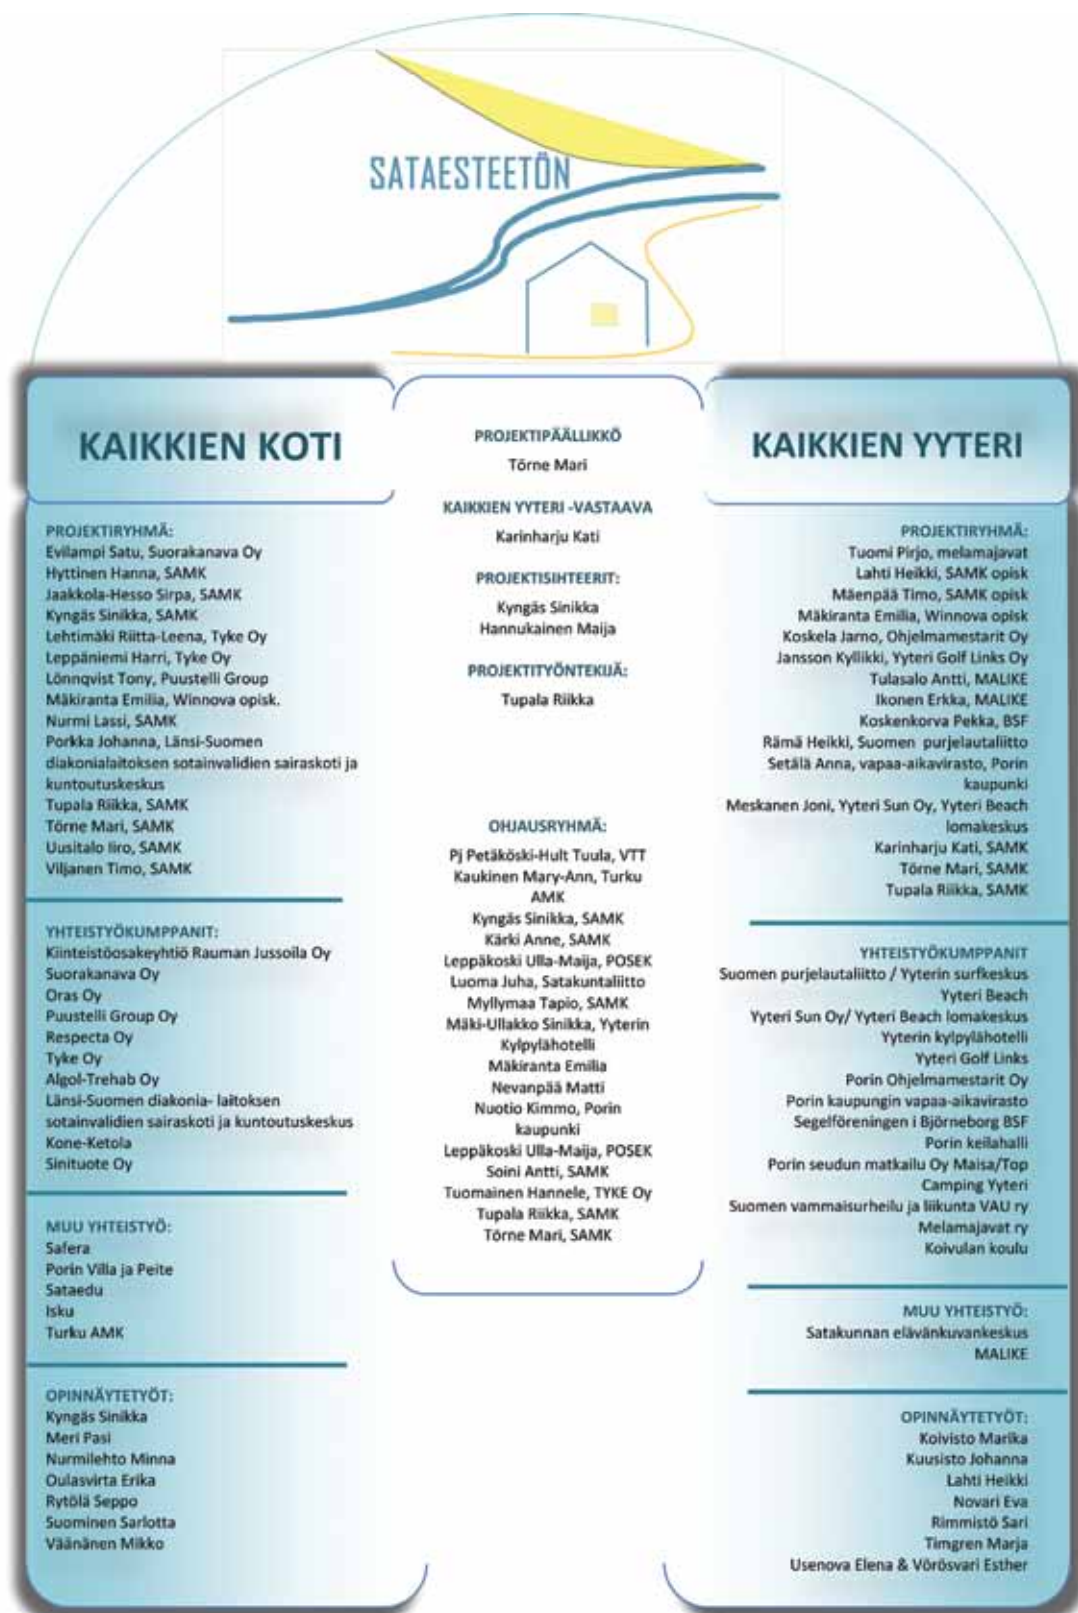 SATAESTEETÖN
KAIKKIEN KOTI
PROJEKTIRYHMÄ:
Evilampi Satu, Suorakanava Oy
Hyttinen Hanna, SAMK
Jaakkola-Hesso Sirpa, SAMK
Kyngäs Sinikka, SAMK
Lehtimäki Riitta-Leena, Tyke Oy
Leppäniemi Harri, Tyke Oy
Lönnqvist Tony, Puustelli Group
Mäkiranta Emilia, Winnova opisk.
Nurmi Lassi, SAMK
Porkka Johanna, Länsi-Suomen
diakonialaitoksen sotainvalidien sairaskoti ja
kuntoutuskeskus
Tupala Riikka, SAMK
Törne Mari, SAMK
Uusitalo Iiro, SAMK
Viljanen Timo, SAMK
YHTEISTYÖKUMPPANIT:
Kiinteistöosakeyhtiö Rauman Jussoila Oy
Suorakanava Oy
Oras Oy
Puustelli Group Oy
Respecta Oy
Tyke Oy
Algol-Trehab Oy
Länsi-Suomen diakonia- laitoksen
sotainvalidien sairaskoti ja kuntoutuskeskus
Kone-Ketola
Sinituote Oy
MUU YHTEISTYÖ:
Safera
Porin Villa ja Peite
Sataedu
Isku
Turku AMK
OPINNÄYTETYÖT:
Kyngäs Sinikka
Meri Pasi
Nurmilehto Minna
Oulasvirta Erika
Rytölä Seppo
Suominen Sarlotta
Väänänen Mikko
PROJEKTIPÄÄLLIKKÖ
Törne Mari
KAIKKIEN YYTERI -VASTAAVA
Karinharju Kati
PROJEKTISIHTEERIT:
Kyngäs Sinikka
Hannukainen Maija
PROJEKTITYÖNTEKIJÄ:
Tupala Riikka
OHJAUSRYHMÄ:
Pj Petäkoski-Hult Tuula, VTT
Kaukinen Mary-Ann, Turku
AMK
Kyngäs Sinikka, SAMK
Kärki Anne, SAMK
Leppäkoski Ulla-Maija, POSEK
Luoma Juha, Satakuntaliitto
Myllymaa Tapio, SAMK
Mäki-Ullakko Sinikka, Yyterin
Kylpylähotelli
Mäkiranta Emilia
Nevanpää Matti
Nuotio Kimmo, Porin
kaupunki
Leppäkoski Ulla-Maija, POSEK
Soini Antti, SAMK
Tuomainen Hannele, TYKE Oy
Tupala Riikka, SAMK
Törne Mari, SAMK
KAIKKIEN YYTERI
PROJEKTIRYHMÄ:
Tuomi Pirjo, melamajavat
Lahti Heikki, SAMK opisk
Mäenpää Timo, SAMK opisk
Mäkiranta Emilia, Winnova opisk
Koskela Jarno, Ohjelmamestarit Oy
Jansson Kyllikki, Yyteri Golf Links Oy
Tulasalo Antti, MALIKE
Ikonen Erkka, MALIKE
Koskenkorva Pekka, BSF
Rämä Heikki, Suomen purjelautaliitto
Setälä Anna, vapaa-aikavirasto, Porin
kaupunki
Meskanen Joni, Yyteri Sun Oy, Yyteri Beach
lomakeskus
Karinharju Kati, SAMK
Törne Mari, SAMK
Tupala Riikka, SAMK
YHTEISTYÖKUMPPANIT
Suomen purjelautaliitto / Yyterin surfkeskus
Yyteri Beach
Yyteri Sun Oy/ Yyteri Beach lomakeskus
Yyterin kylpylähotelli
Yyteri Golf Links
Porin Ohjelmamestarit Oy
Porin kaupungin vapaa-aikavirasto
Segelföreningen i Björneborg BSF
Porin keilahalli
Porin seudun matkailu Oy Maisa/Top
Camping Yyteri
Suomen vammaisurheilu ja liikunta VAU ry
Melamajavat ry
Koivulan koulu
MUU YHTEISTYÖ:
Satakunnan elävänkuvankeskus
MALIKE
OPINNÄYTETYÖT:
Koivisto Marika
Kuusisto Johanna
Lahti Heikki
Novari Eva
Rimmistö Sari
Timgren Marja
Usenova Elena & Vörösvari Esther